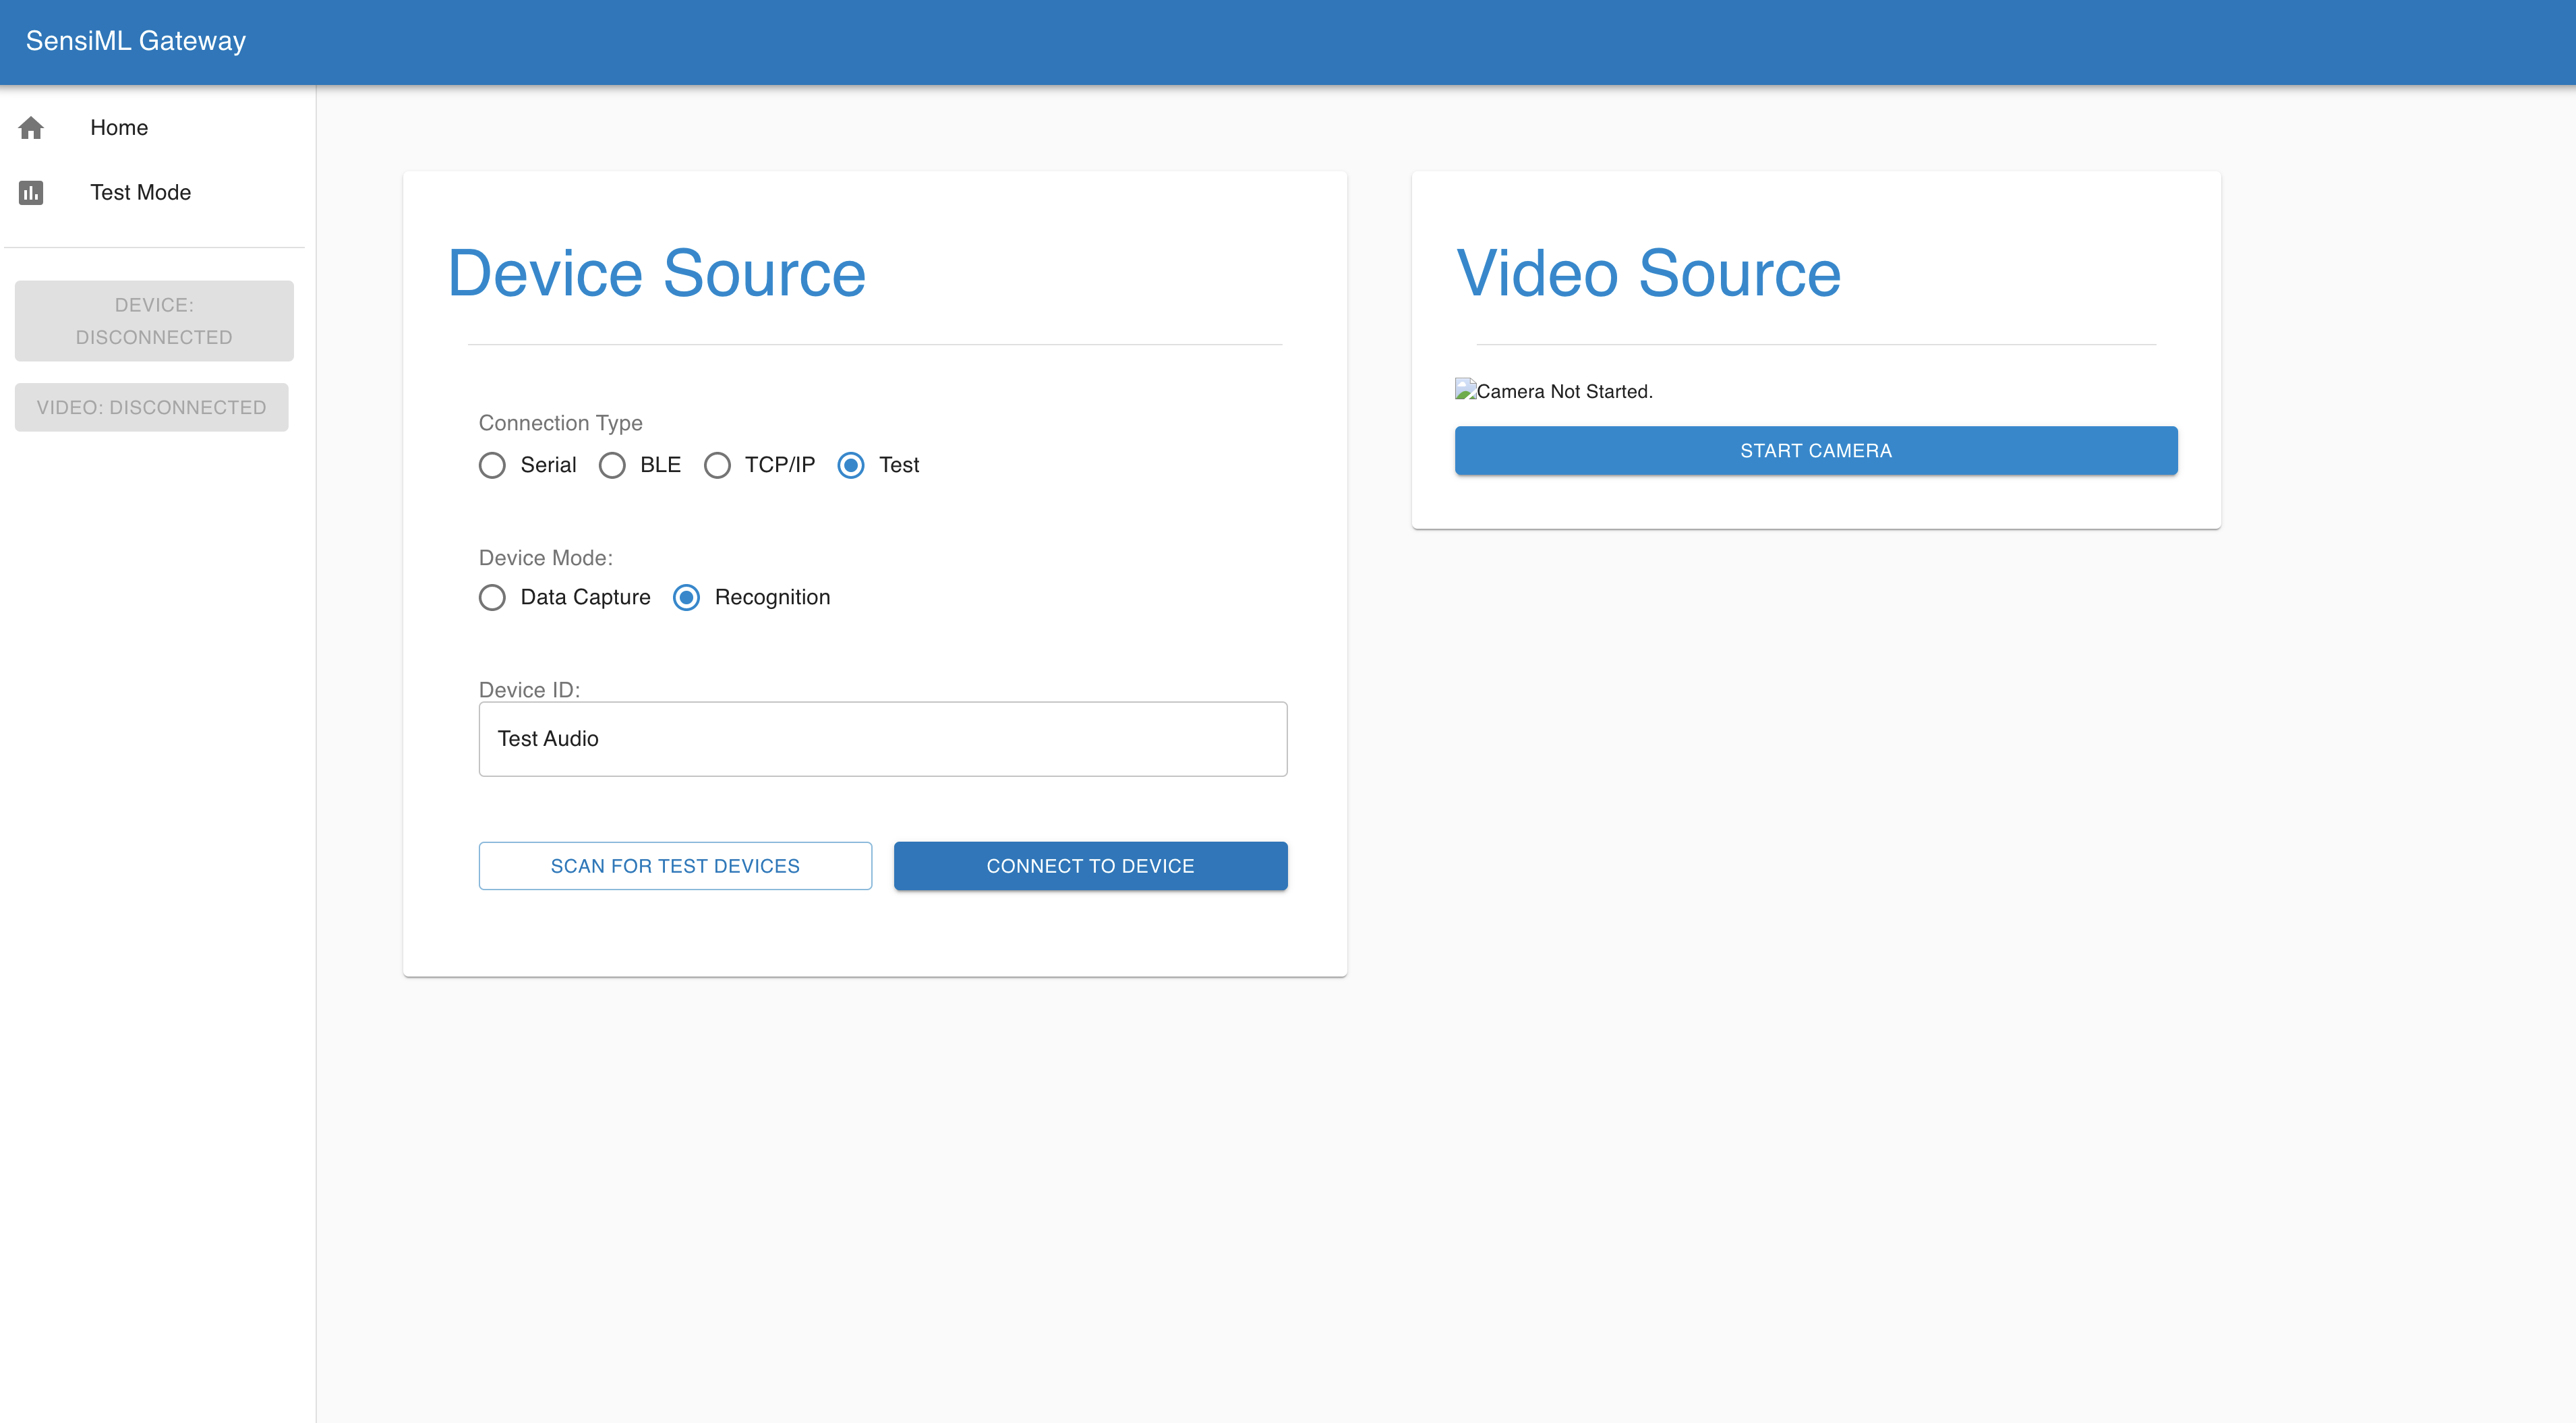 SensiML Gateway
Home
Test Mode
DEVICE:
DISCONNECTED
VIDEO: DISCONNECTED
Device Source
Connection Type
Serial BLE TCP/IP Test
Device Mode:
Data Capture Recognition
Device ID:
Test Audio
SCAN FOR TEST DEVICES CONNECT TO DEVICE
Video Source
Camera Not Started.
START CAMERA